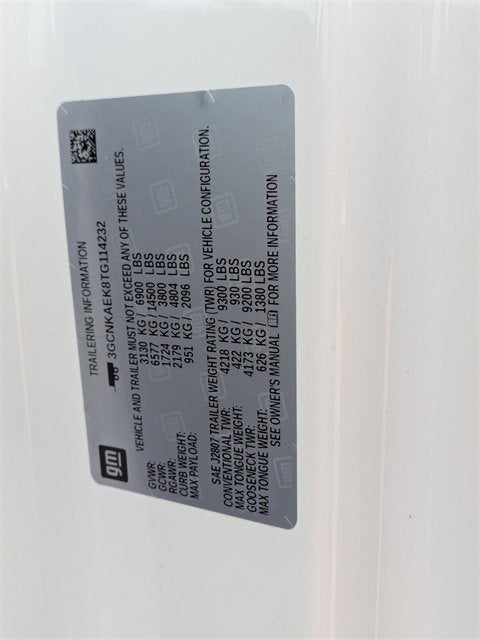 gm
TRAILERING INFORMATION
3GCNKAEK8TG114232
VEHICLE AND TRAILER MUST NOT EXCEED ANY OF THESE VALUES.
GVWR: 3130 KG / 6900 LBS
GCWR: 6577 KG / 14500 LBS
RGAWR: 1724 KG / 3800 LBS
CURB WEIGHT: 2179 KG / 4804 LBS
MAX PAYLOAD: 951 KG / 2096 LBS
SAE J2807 TRAILER WEIGHT RATING (TWR) FOR VEHICLE CONFIGURATION.
CONVENTIONAL TWR: 4218 KG / 9300 LBS
MAX TONGUE WEIGHT: 422 KG / 930 LBS
GOOSENECK TWR: 4173 KG / 9200 LBS
MAX TONGUE WEIGHT: 626 KG / 1380 LBS
SEE OWNER'S MANUAL FOR MORE INFORMATION